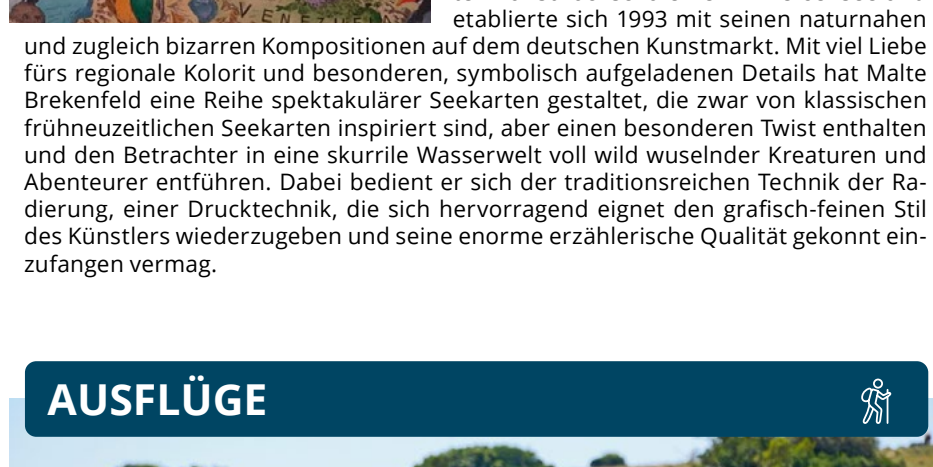 VENEZUEL
etablierte sich 1993 mit seinen naturnahen
und zugleich bizarren Kompositionen auf dem deutschen Kunstmarkt. Mit viel Liebe
fürs regionale Kolorit und besonderen, symbolisch aufgeladenen Details hat Malte
Brekenfeld eine Reihe spektakulärer Seekarten gestaltet, die zwar von klassischen
frühneuzeitlichen Seekarten inspiriert sind, aber einen besonderen Twist enthalten
und den Betrachter in eine skurrile Wasserwelt voll wild wuselnder Kreaturen und
Abenteurer entführen. Dabei bedient er sich der traditionsreichen Technik der Ra-
dierung, einer Drucktechnik, die sich hervorragend eignet den grafisch-feinen Stil
des Künstlers wiederzugeben und seine enorme erzählerische Qualität gekonnt ein-
zufangen vermag.
AUSFLÜGE